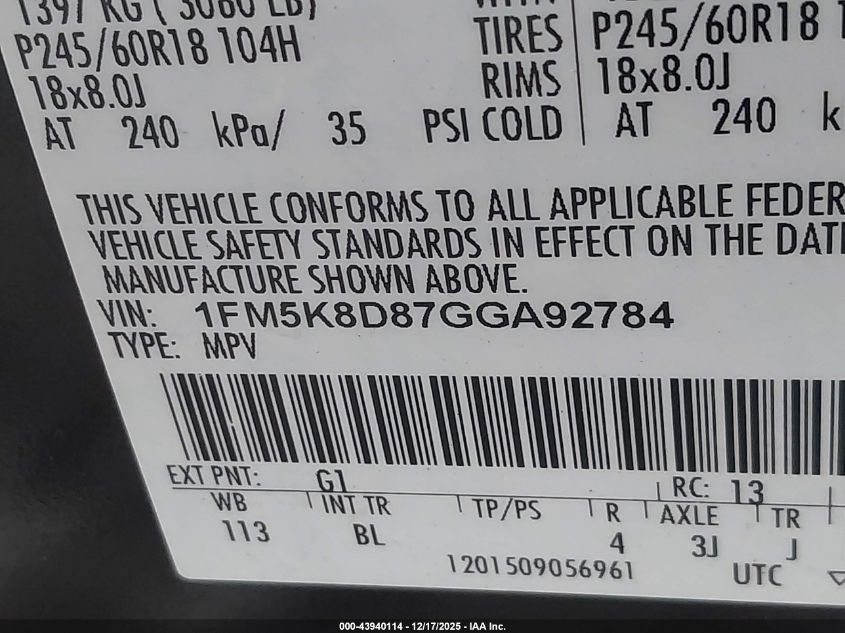 1397 KG ( 3080 LB)
P245/60R18 104H TIRES P245/60R18
18x8.0J RIMS 18x8.0J
AT 240 kPa/ 35 PSI COLD AT 240
THIS VEHICLE CONFORMS TO ALL APPLICABLE
VEHICLE SAFETY STANDARDS IN EFFECT ON THE
MANUFACTURE SHOWN ABOVE.
VIN: 1FM5K8D87GGA92784
TYPE: MPV
EXT PNT: G1 RC: 13
WB INT TR TP/PS R AXLE TR
113 BL 4 3J J
1201509056961 UTC
000-43940114 - 12/17/2025 - IAA Inc.